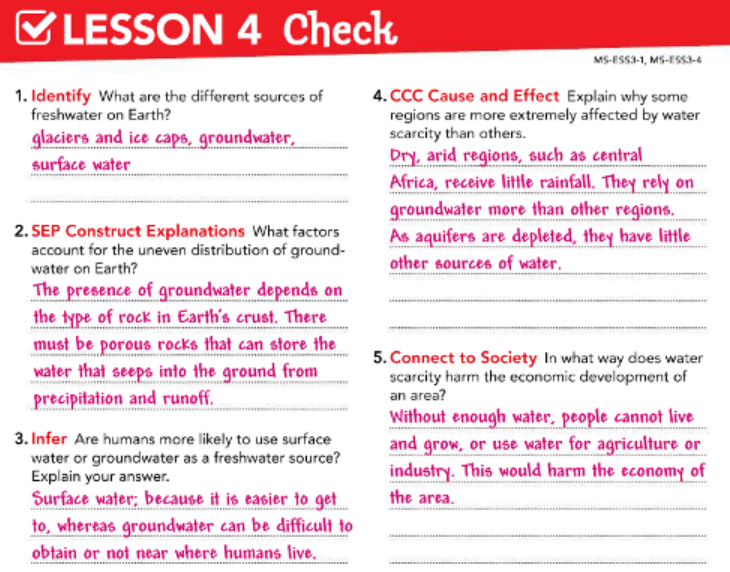 LESSON 4 Check
MS-ESS3-1, MS-ESS3-4
1. Identify What are the different sources of
freshwater on Earth?
glaciers and ice caps, groundwater,
surface water
2. SEP Construct Explanations What factors
account for the uneven distribution of ground-
water on Earth?
The presence of groundwater depends on
the type of rock in Earth's crust. There
must be porous rocks that can store the
water that seeps into the ground from
precipitation and runoff.
3. Infer Are humans more likely to use surface
water or groundwater as a freshwater source?
Explain your answer.
Surface water; because it is easier to get
to, whereas groundwater can be difficult to
obtain or not near where humans live.
4. CCC Cause and Effect Explain why some
regions are more extremely affected by water
scarcity than others.
Dry, arid regions, such as central
Africa, receive little rainfall. They rely on
groundwater more than other regions.
As aquifers are depleted, they have little
other sources of water.
5. Connect to Society In what way does water
scarcity harm the economic development of
an area?
Without enough water, people cannot live
and grow, or use water for agriculture or
industry. This would harm the economy of
the area.